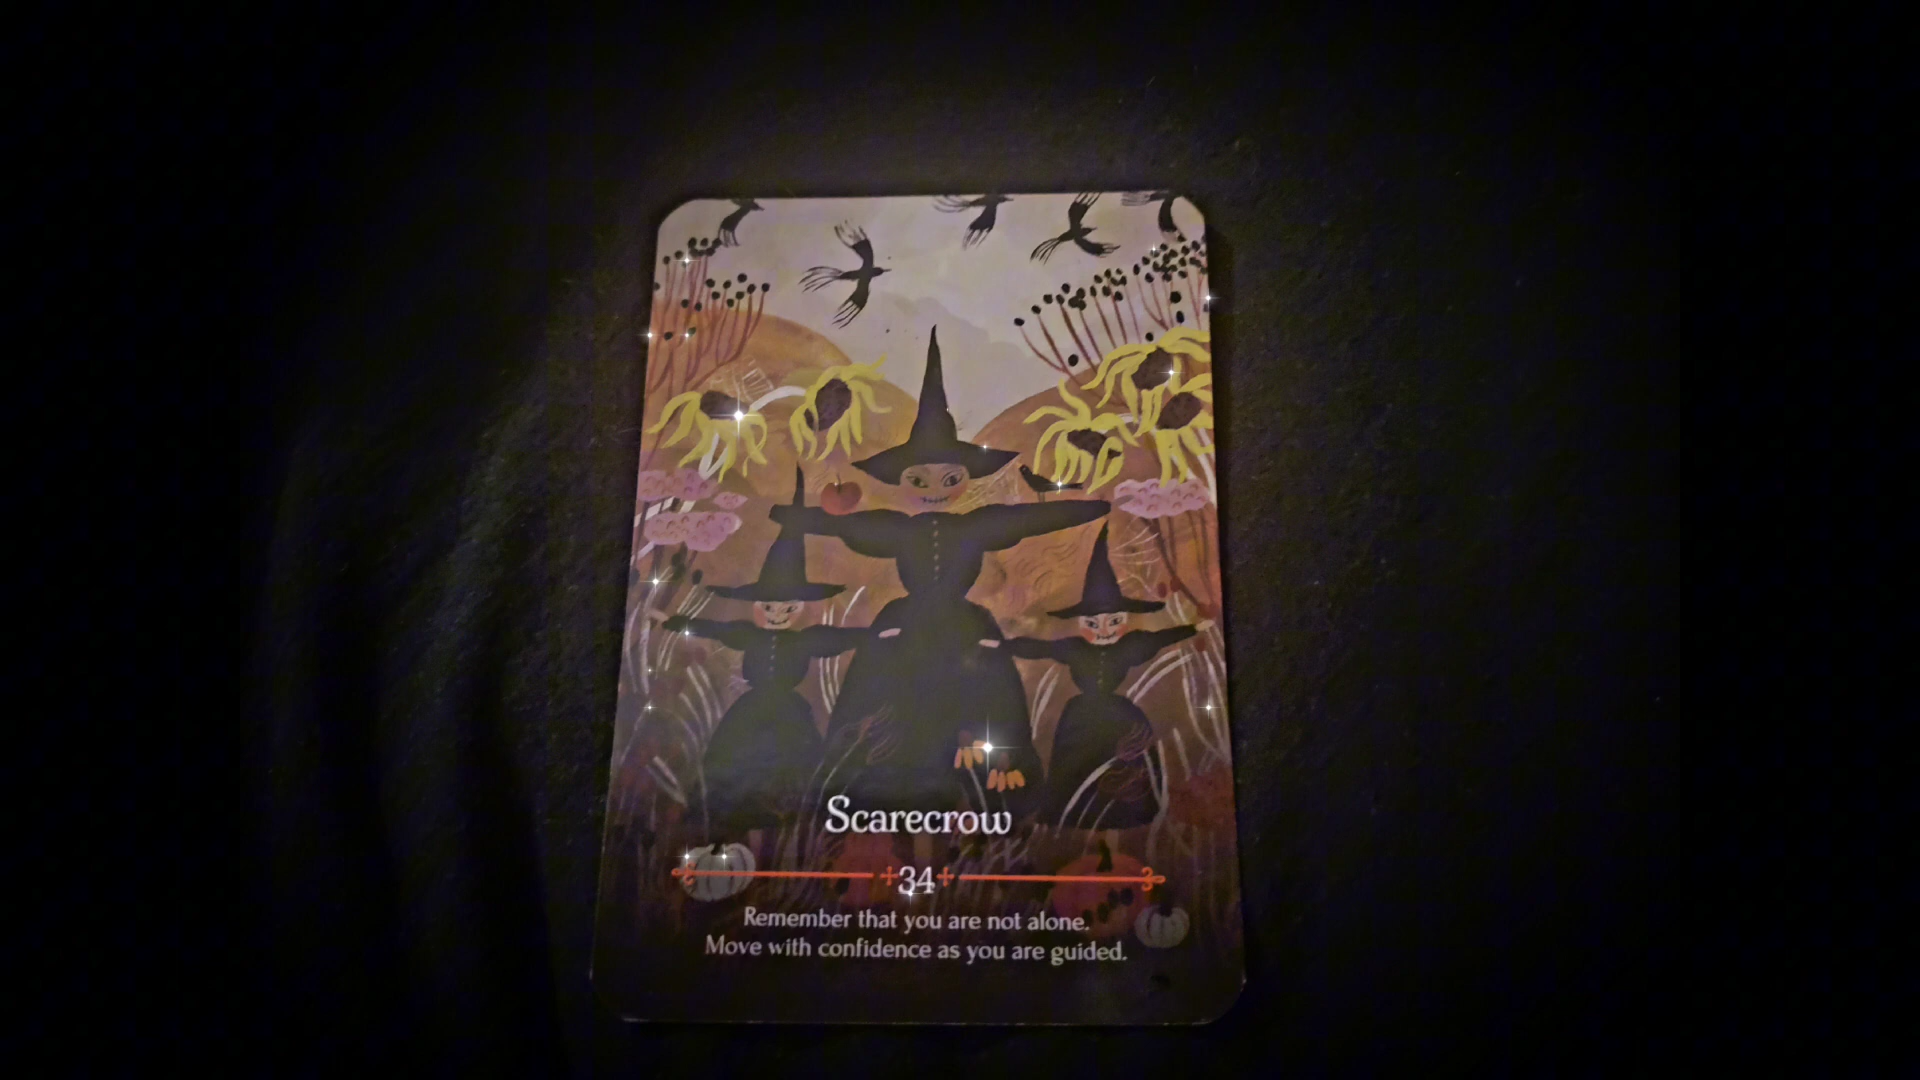 Scarecrow
34
Remember that you are not alone.
Move with confidence as you are guided.